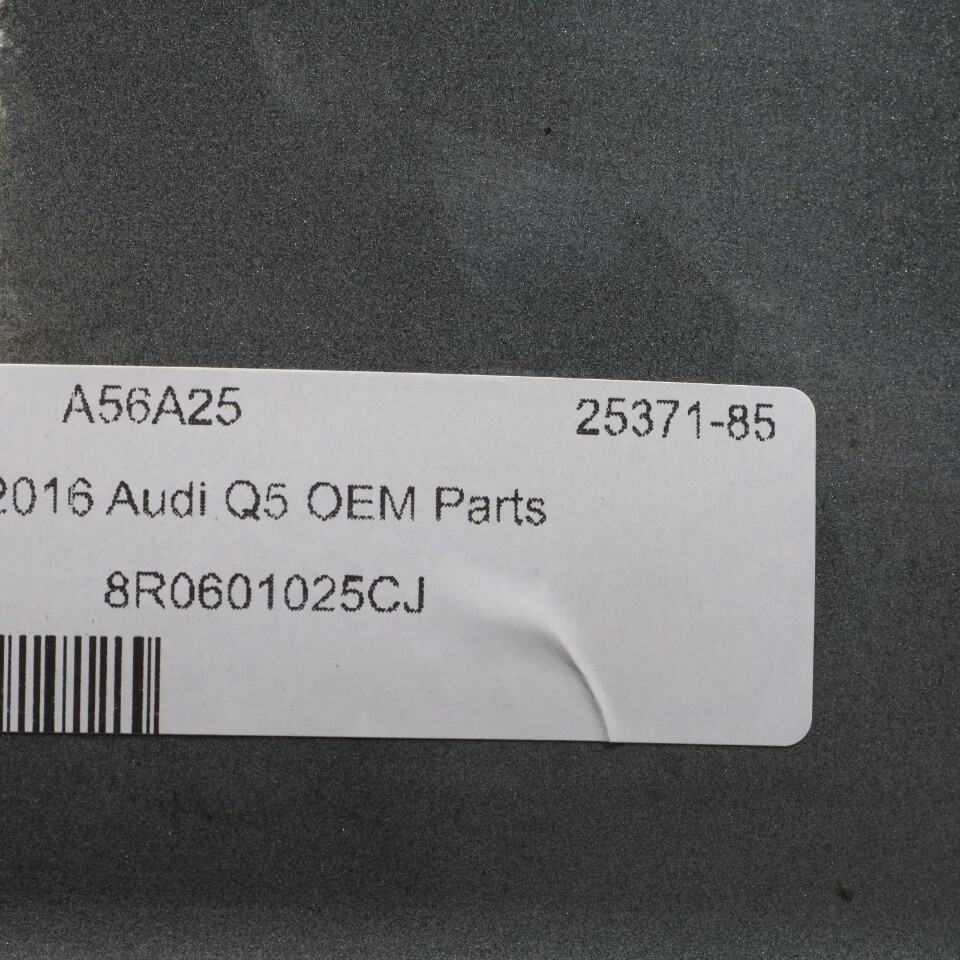 A56A25 25371-85
2016 Audi Q5 OEM Parts
8R0601025CJ